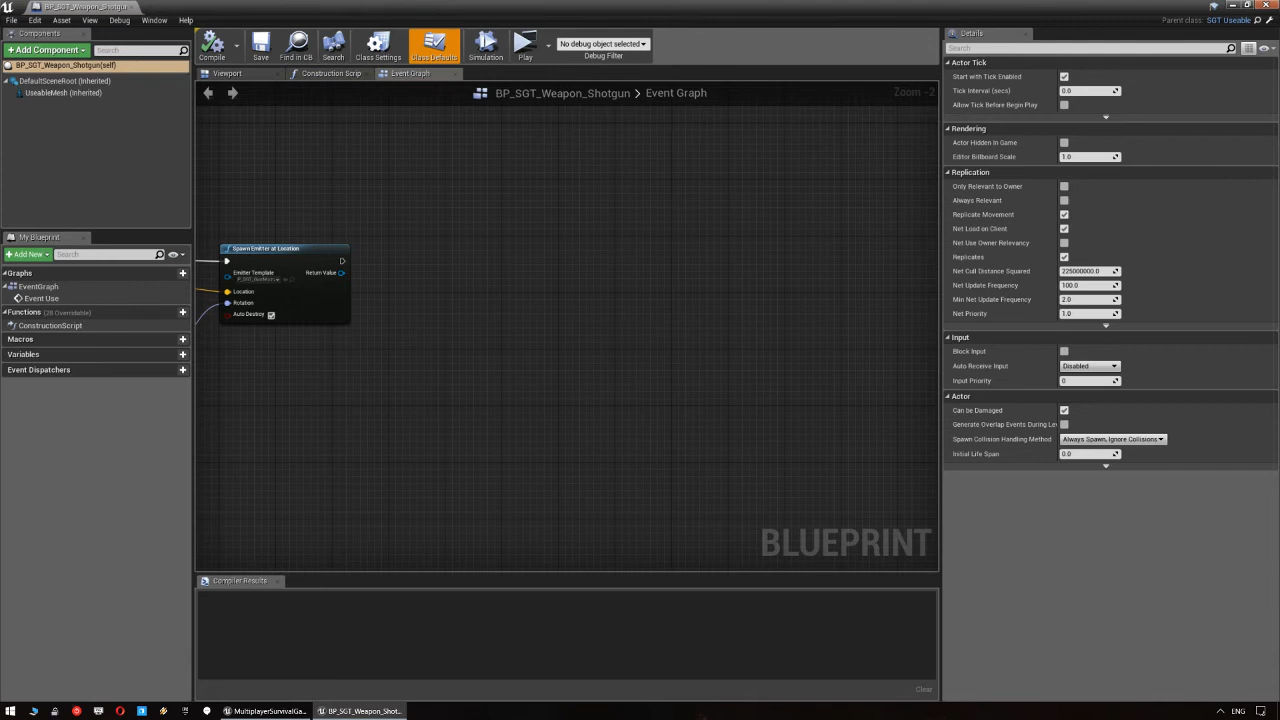 BP_SGT_Weapon_Shotgun
File Edit Asset View Debug Window Help
Parent class: SGT Useable
Components
+Add Component Search
BP_SGT_Weapon_Shotgun(self)
DefaultSceneRoot (Inherited)
UseableMesh (Inherited)
My Blueprint
+Add New Search
Graphs
EventGraph
Event Use
Functions (28 Overridable)
ConstructionScript
Macros
Variables
Event Dispatchers
Compile
Save
Find in CB
Search
Class Settings
Class Defaults
Simulation
Play
No debug object selected
Debug Filter
Viewport
Construction Scrip
Event Graph
BP_SGT_Weapon_Shotgun > Event Graph
Zoom -2
Spawn Emitter at Location
Emitter Template
Return Value
Location
Rotation
Auto Destroy
BLUEPRINT
Compiler Results
Clear
Details
Search
Actor Tick
Start with Tick Enabled
Tick Interval (secs) 0.0
Allow Tick Before Begin Play
Rendering
Actor Hidden In Game
Editor Billboard Scale 1.0
Replication
Only Relevant to Owner
Always Relevant
Replicate Movement
Net Load on Client
Net Use Owner Relevancy
Replicates
Net Cull Distance Squared 225000000.0
Net Update Frequency 100.0
Min Net Update Frequency 2.0
Net Priority 1.0
Input
Block Input
Auto Receive Input Disabled
Input Priority 0
Actor
Can be Damaged
Generate Overlap Events During Lev
Spawn Collision Handling Method Always Spawn, Ignore Collisions
Initial Life Span 0.0
MultiplayerSurvivalGa...
BP_SGT_Weapon_Shot...
ENG